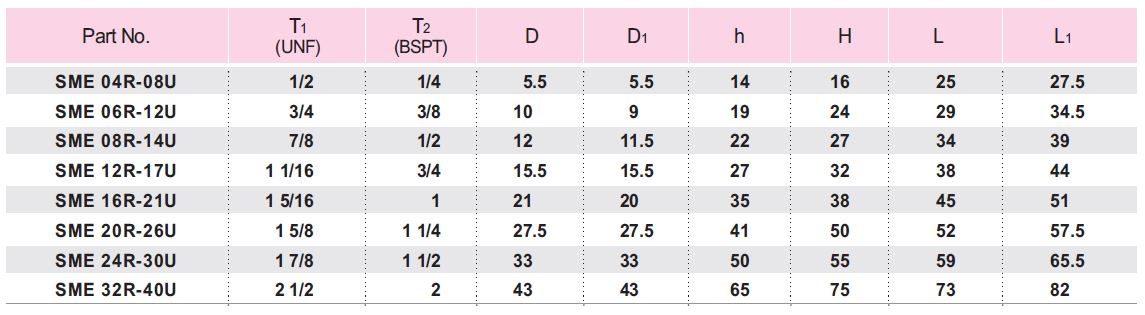 Part No. T1 (UNF) T2 (BSPT) D D1 h H L L1
SME 04R-08U 1/2 1/4 5.5 5.5 14 16 25 27.5
SME 06R-12U 3/4 3/8 10 9 19 24 29 34.5
SME 08R-14U 7/8 1/2 12 11.5 22 27 34 39
SME 12R-17U 1 1/16 3/4 15.5 15.5 27 32 38 44
SME 16R-21U 1 5/16 1 21 20 35 38 45 51
SME 20R-26U 1 5/8 1 1/4 27.5 27.5 41 50 52 57.5
SME 24R-30U 1 7/8 1 1/2 33 33 50 55 59 65.5
SME 32R-40U 2 1/2 2 43 43 65 75 73 82